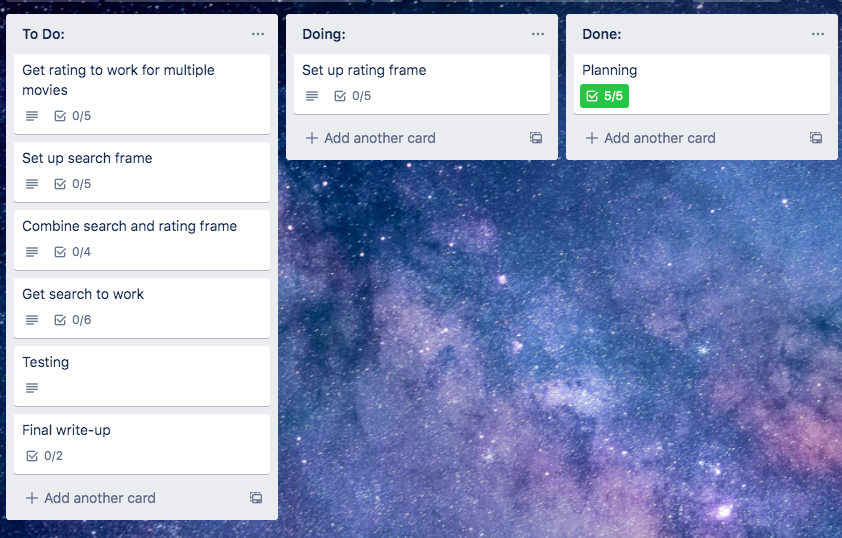 To Do:
Get rating to work for multiple
movies
0/5
Set up search frame
0/5
Combine search and rating frame
0/4
Get search to work
0/6
Testing
Final write-up
0/2
Add another card
Doing:
Set up rating frame
0/5
Add another card
Done:
Planning
5/5
Add another card